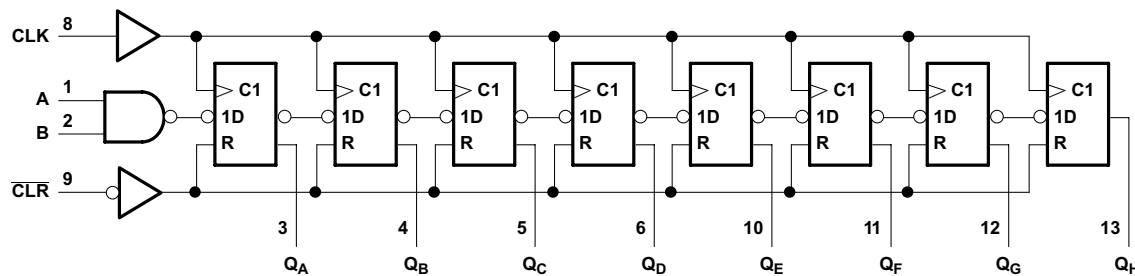 CLK 8
C1 C1 C1 C1 C1 C1 C1 C1
A 1
1D 1D 1D 1D 1D 1D 1D 1D
B 2
R R R R R R R R
CLR 9
3 4 5 6 10 11 12 13
QA QB QC QD QE QF QG QH